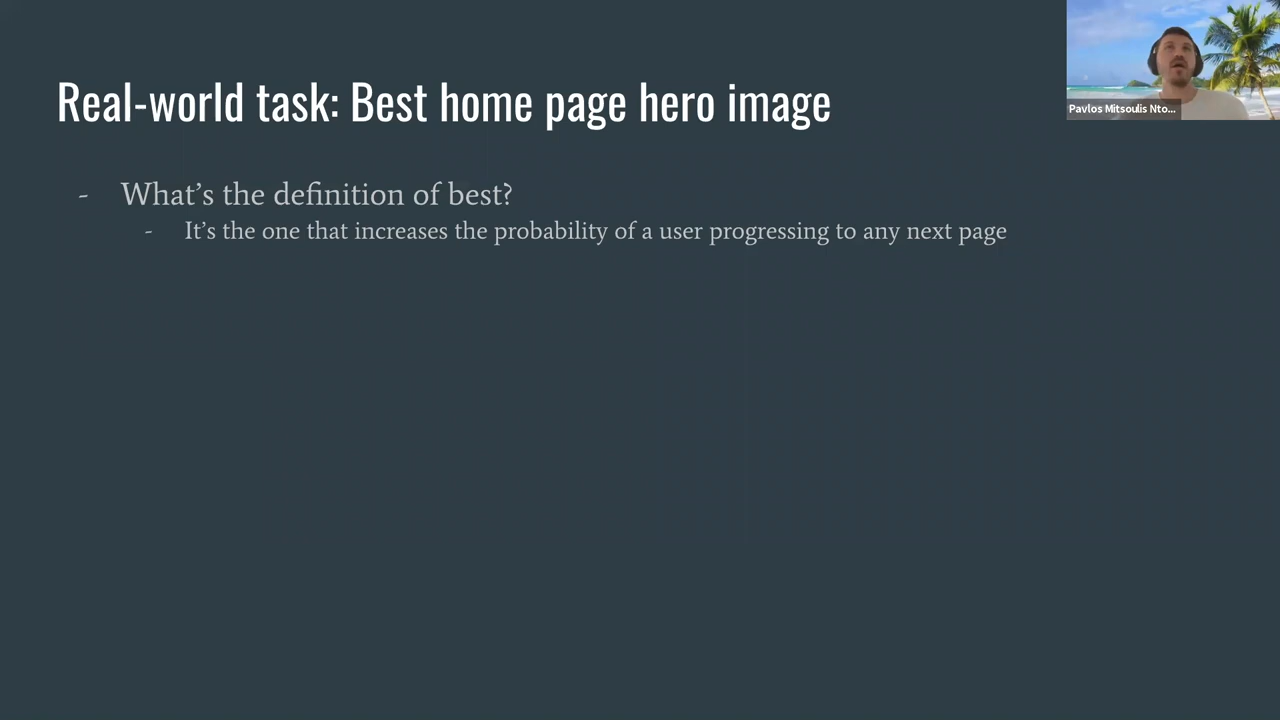 Real-world task: Best home page hero image
Pavlos Mitsoulis Nto...
- What's the definition of best?
- It's the one that increases the probability of a user progressing to any next page